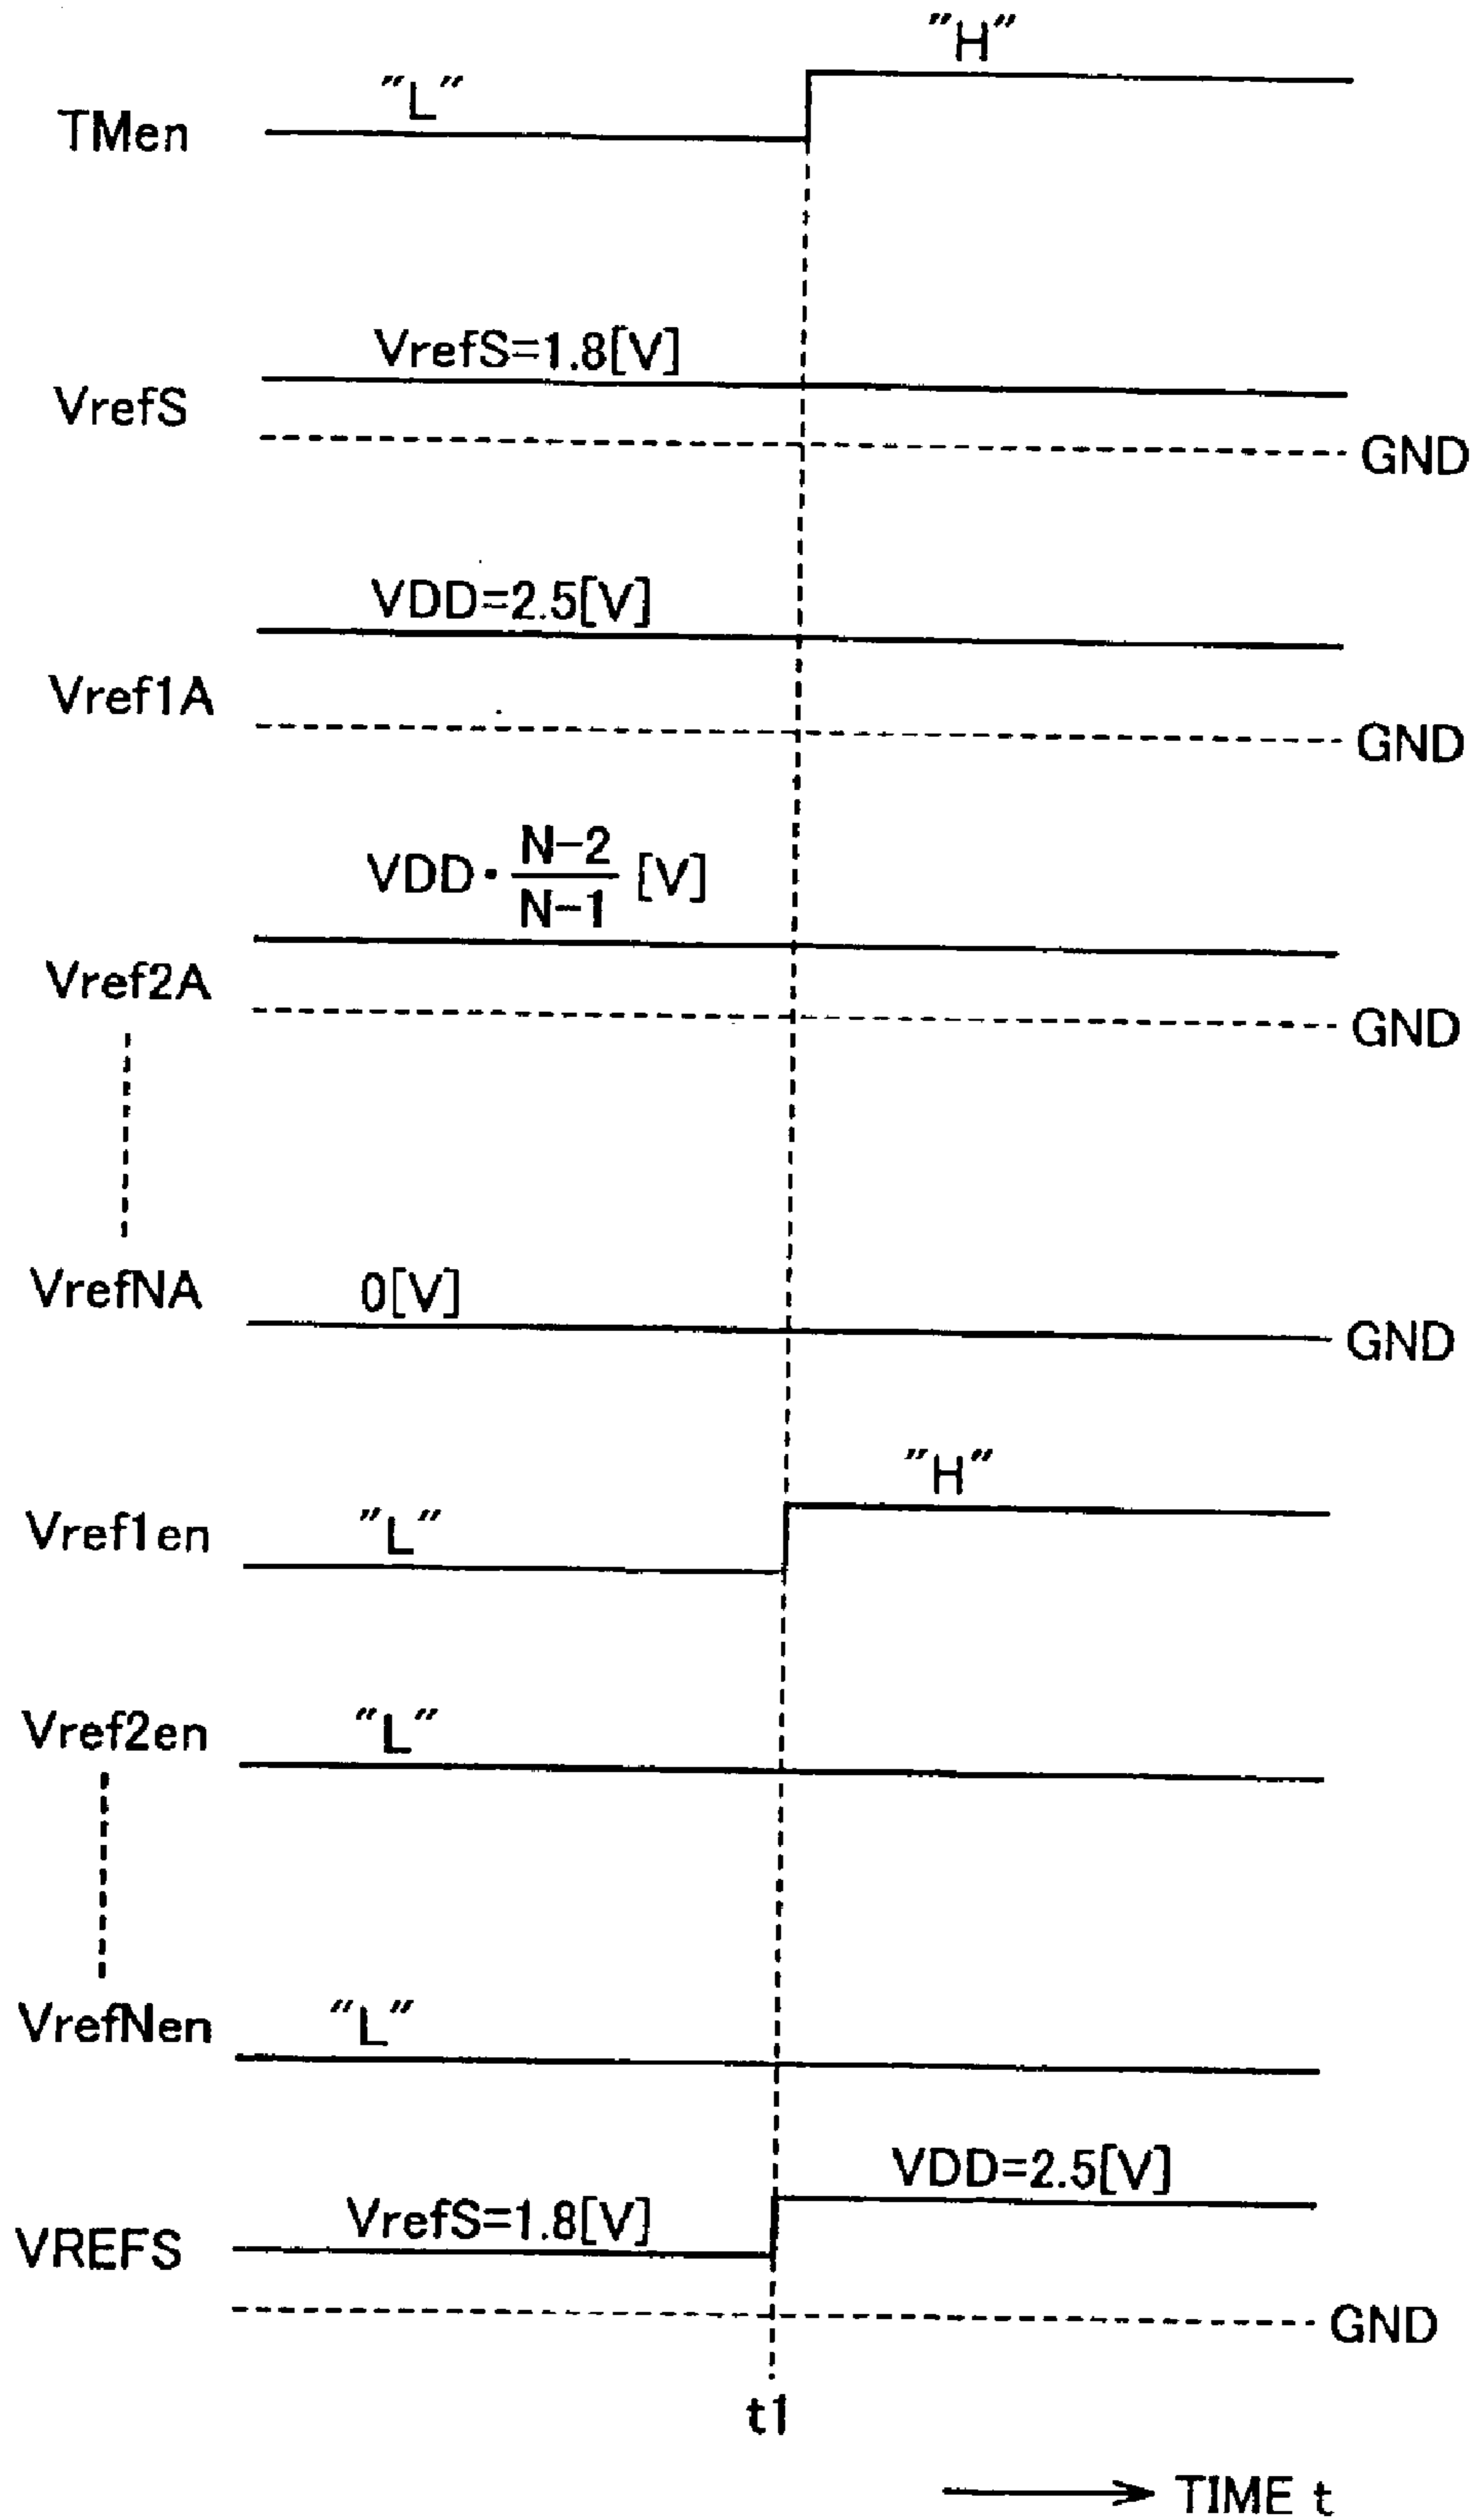 "H"
"L"
TMen
VrefS=1.8[V]
VrefS
GND
VDD=2.5[V]
Vref1A
GND
VDD・N-2/N-1 [V]
Vref2A
GND
VrefNA
0[V]
GND
"H"
Vref1en
"L"
Vref2en
"L"
VrefNen
"L"
VDD=2.5[V]
VrefS=1.8[V]
VREFS
GND
t1
TIME t